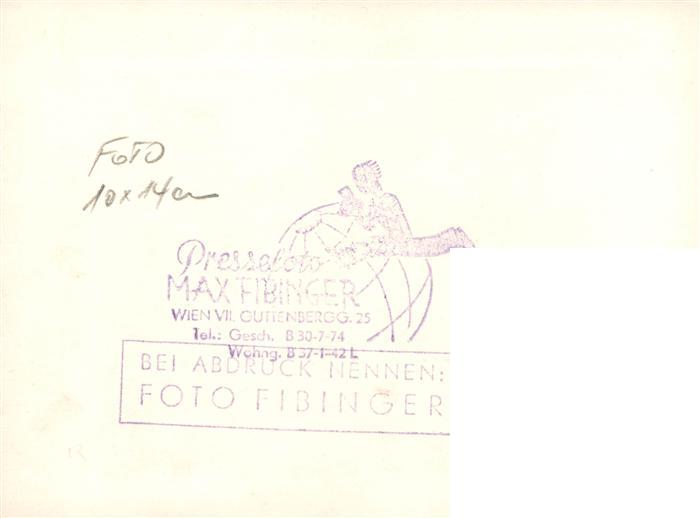 FOTO
10x14cm
Pressefoto
MAX FIBINGER
WIEN VII. GUTTENBERGG. 25
Tel.: Gesch. B 30-7-74
Wohng. B 37-1-42 L
BEI ABDRUCK NENNEN:
FOTO FIBINGER